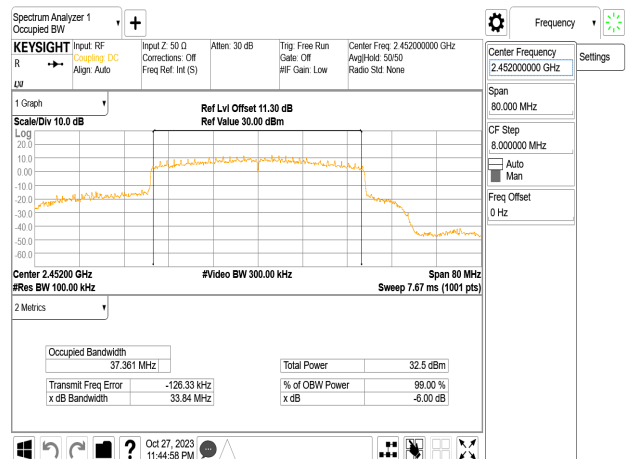 Spectrum Analyzer 1
Occupied BW
Frequency
KEYSIGHT
R
LXI
Input: RF
Coupling: DC
Align: Auto
Input Z: 50 Ω
Corrections: Off
Freq Ref: Int (S)
Atten: 30 dB
Trig: Free Run
Gate: Off
#IF Gain: Low
Center Freq: 2.452000000 GHz
Avg|Hold: 50/50
Radio Std: None
Center Frequency
2.452000000 GHz
Settings
Span
80.000 MHz
CF Step
8.000000 MHz
Auto
Man
Freq Offset
0 Hz
1 Graph
Scale/Div 10.0 dB
Ref Lvl Offset 11.30 dB
Ref Value 30.00 dBm
Log
20.0
10.0
0.00
-10.0
-20.0
-30.0
-40.0
-50.0
-60.0
Center 2.45200 GHz
#Video BW 300.00 kHz
Span 80 MHz
#Res BW 100.00 kHz
Sweep 7.67 ms (1001 pts)
2 Metrics
Occupied Bandwidth
37.361 MHz
Total Power 32.5 dBm
Transmit Freq Error -126.33 kHz
% of OBW Power 99.00 %
x dB Bandwidth 33.84 MHz
x dB -6.00 dB
?
Oct 27, 2023
11:44:58 PM